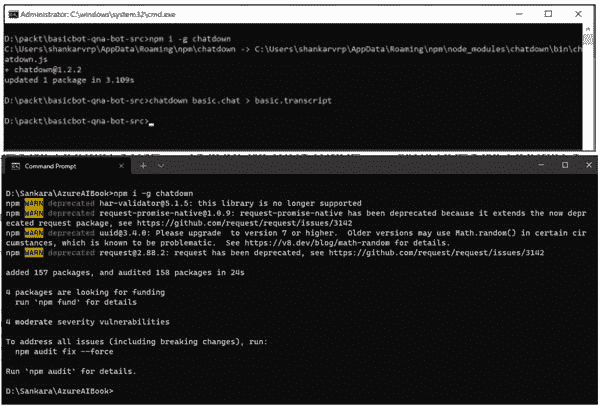 Administrator: C:\windows\system32\cmd.exe
D:\packt\basicbot-qna-bot-src>npm i -g chatdown
C:\Users\shankarvrp\AppData\Roaming\npm\chatdown -> C:\Users\shankarvrp\AppData\Roaming\npm\node_modules\chatdown\bin\ch
atdown.js
+ chatdown@1.2.2
updated 1 package in 3.109s
D:\packt\basicbot-qna-bot-src>chatdown basic.chat > basic.transcript
D:\packt\basicbot-qna-bot-src>
Command Prompt
D:\Sankara\AzureAIBook>npm i -g chatdown
npm WARN deprecated har-validator@5.1.5: this library is no longer supported
npm WARN deprecated request-promise-native@1.0.9: request-promise-native has been deprecated because it extends the now depr
ecated request package, see https://github.com/request/request/issues/3142
npm WARN deprecated uuid@3.4.0: Please upgrade  to version 7 or higher.  Older versions may use Math.random() in certain cir
cumstances, which is known to be problematic.  See https://v8.dev/blog/math-random for details.
npm WARN deprecated request@2.88.2: request has been deprecated, see https://github.com/request/request/issues/3142
added 157 packages, and audited 158 packages in 24s
4 packages are looking for funding
  run `npm fund` for details
4 moderate severity vulnerabilities
To address all issues (including breaking changes), run:
  npm audit fix --force
Run `npm audit` for details.
D:\Sankara\AzureAIBook>